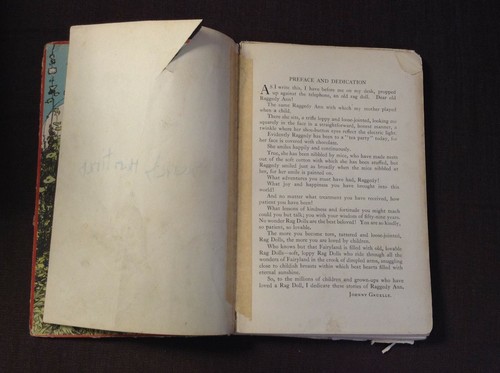 PREFACE AND DEDICATION
As I write this, I have before me on my desk, propped
up against the telephone, an old rag doll. Dear old
Raggedy Ann!
The same Raggedy Ann with which my mother played
when a child.
There she sits, a trifle loppy and loose-jointed, looking me
squarely in the face in a straightforward, honest manner, a
twinkle where her shoe-button eyes reflect the electric light.
Evidently Raggedy has been to a "tea party" today, for
her face is covered with chocolate.
She smiles happily and continuously.
True, she has been nibbled by mice, who have made nests
out of the soft cotton with which she has been stuffed, but
Raggedy smiled just as broadly when the mice nibbled at
her, for her smile is painted on.
What adventures you must have had, Raggedy!
What joy and happiness you have brought into this
world!
And no matter what treatment you have received, how
patient you have been!
What lessons of kindness and fortitude you might teach
could you but talk; you with your wisdom of fifty-nine years.
No wonder Rag Dolls are the best beloved! You are so kindly,
so patient, so lovable.
The more you become torn, tattered and loose-jointed,
Rag Dolls, the more you are loved by children.
Who knows but that Fairyland is filled with old, lovable
Rag Dolls—soft, loppy Rag Dolls who ride through all the
wonders of Fairyland in the crook of dimpled arms, snuggling
close to childish breasts within which beat hearts filled with
eternal sunshine.
So, to the millions of children and grown-ups who have
loved a Rag Doll, I dedicate these stories of Raggedy Ann.
JOHNNY GRUELLE.